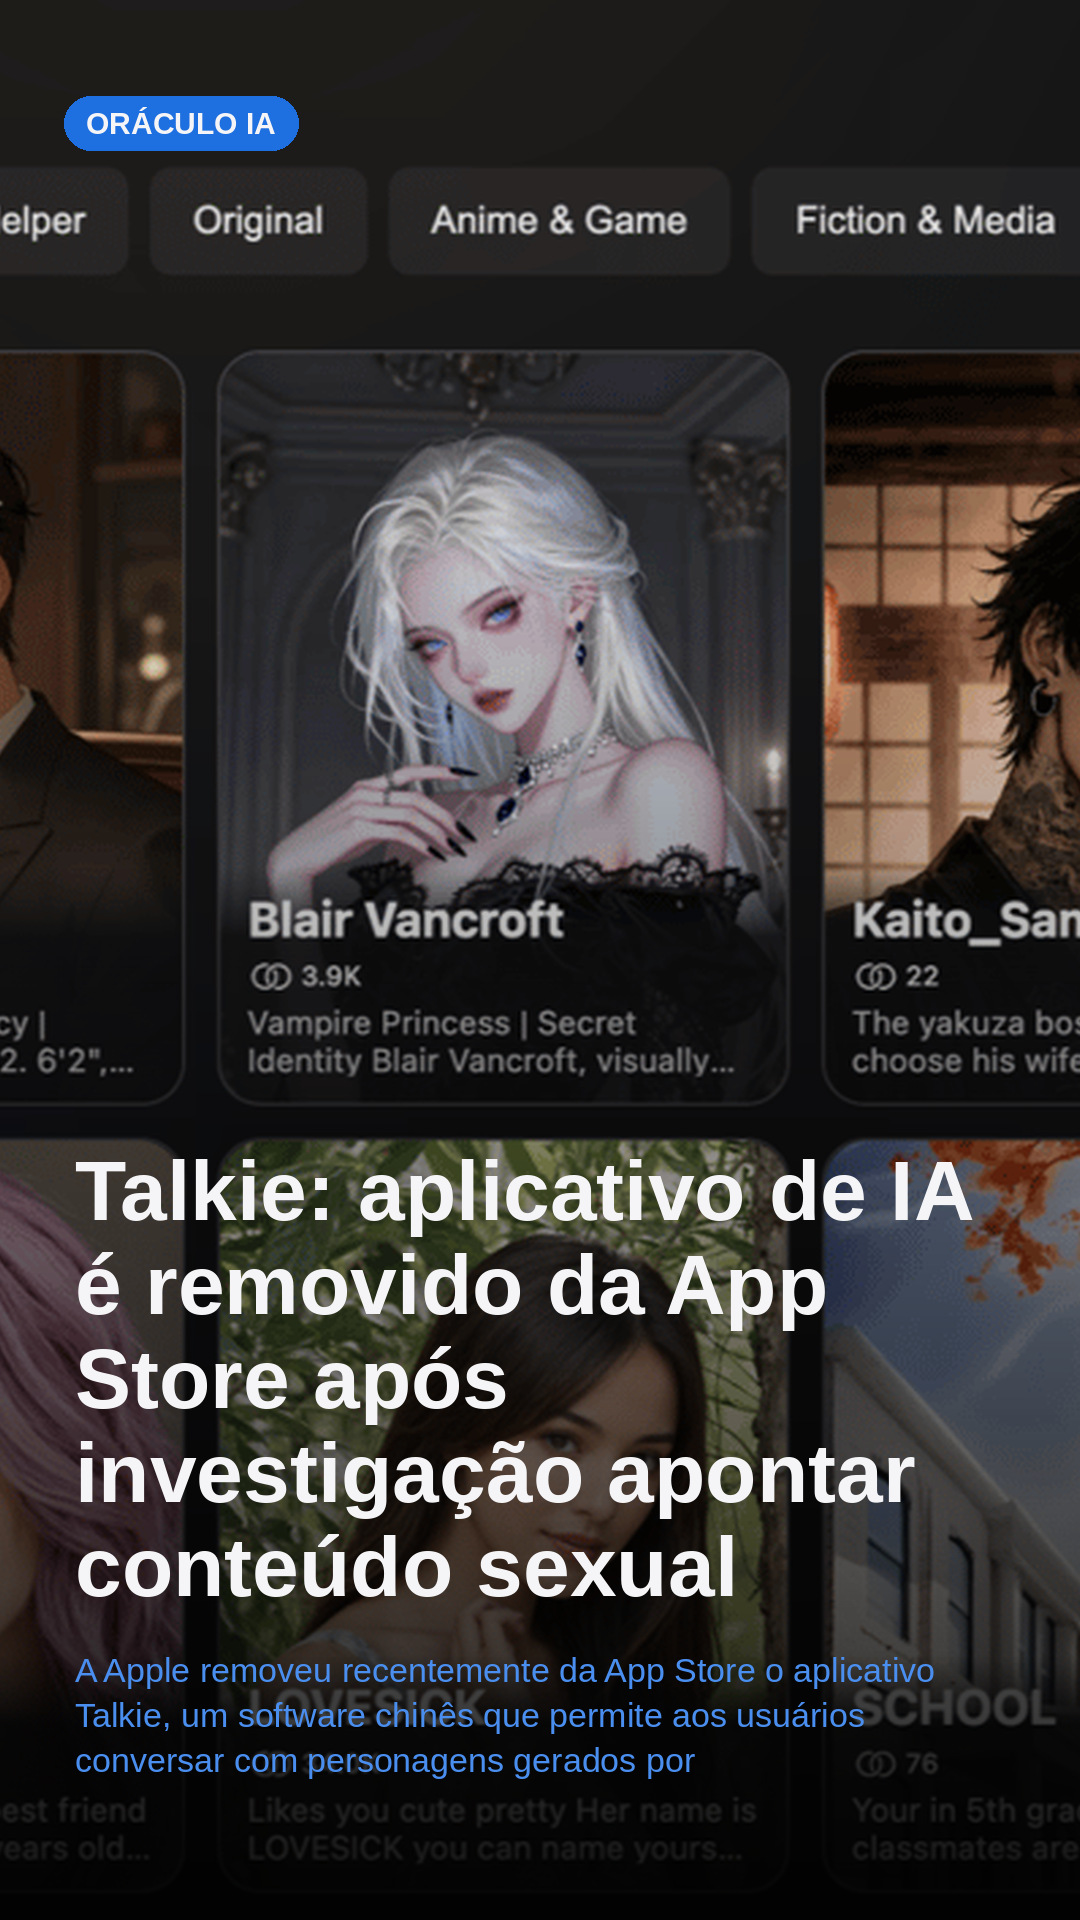 ORÁCULO IA
elper
Original
Anime & Game
Fiction & Media
Blair Vancroft
3.9K
Vampire Princess | Secret
Identity Blair Vancroft, visually...
Kaito_San
22
The yakuza bos
choose his wife
cy |
2. 6'2",...
Talkie: aplicativo de IA
é removido da App
Store após
investigação apontar
conteúdo sexual
A Apple removeu recentemente da App Store o aplicativo
Talkie, um software chinês que permite aos usuários
conversar com personagens gerados por
LOVESICK
SCHOOL
76
est friend
years old...
Likes you cute pretty Her name is
LOVESICK you can name yours...
Your in 5th gra
classmates are